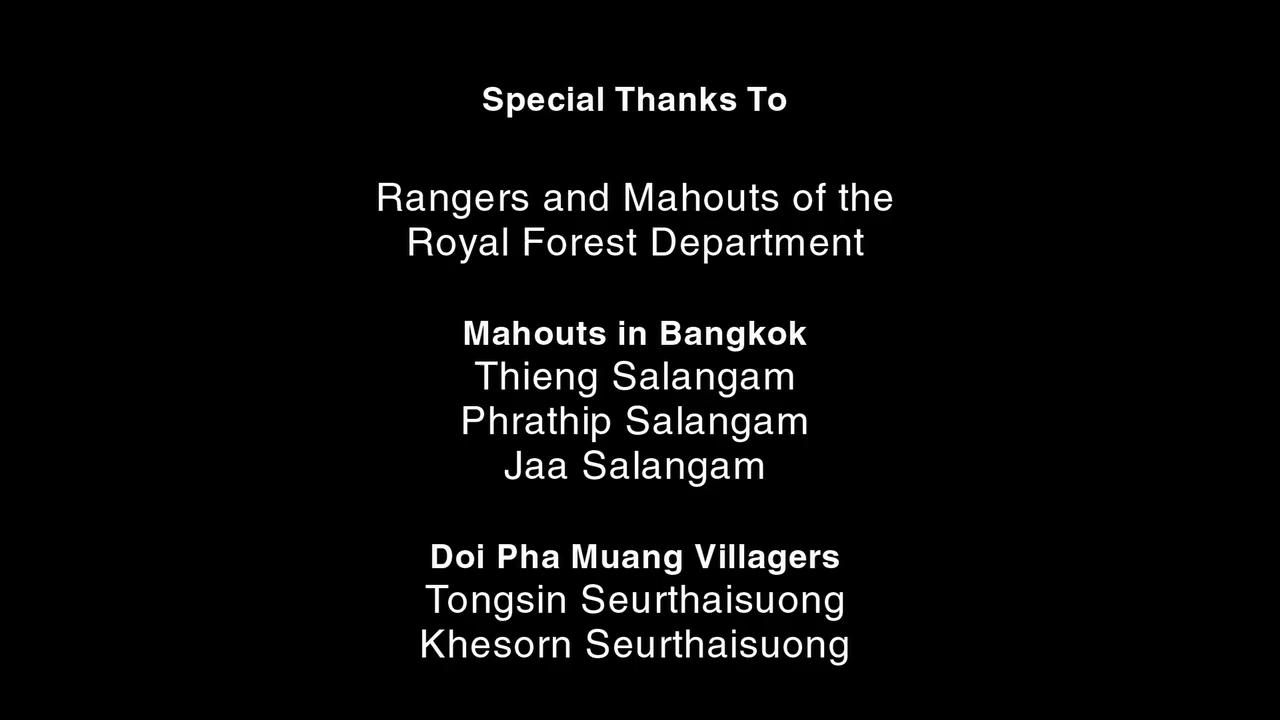 Special Thanks To
Rangers and Mahouts of the
Royal Forest Department
Mahouts in Bangkok
Thieng Salangam
Phrathip Salangam
Jaa Salangam
Doi Pha Muang Villagers
Tongsin Seurthaisuong
Khesorn Seurthaisuong